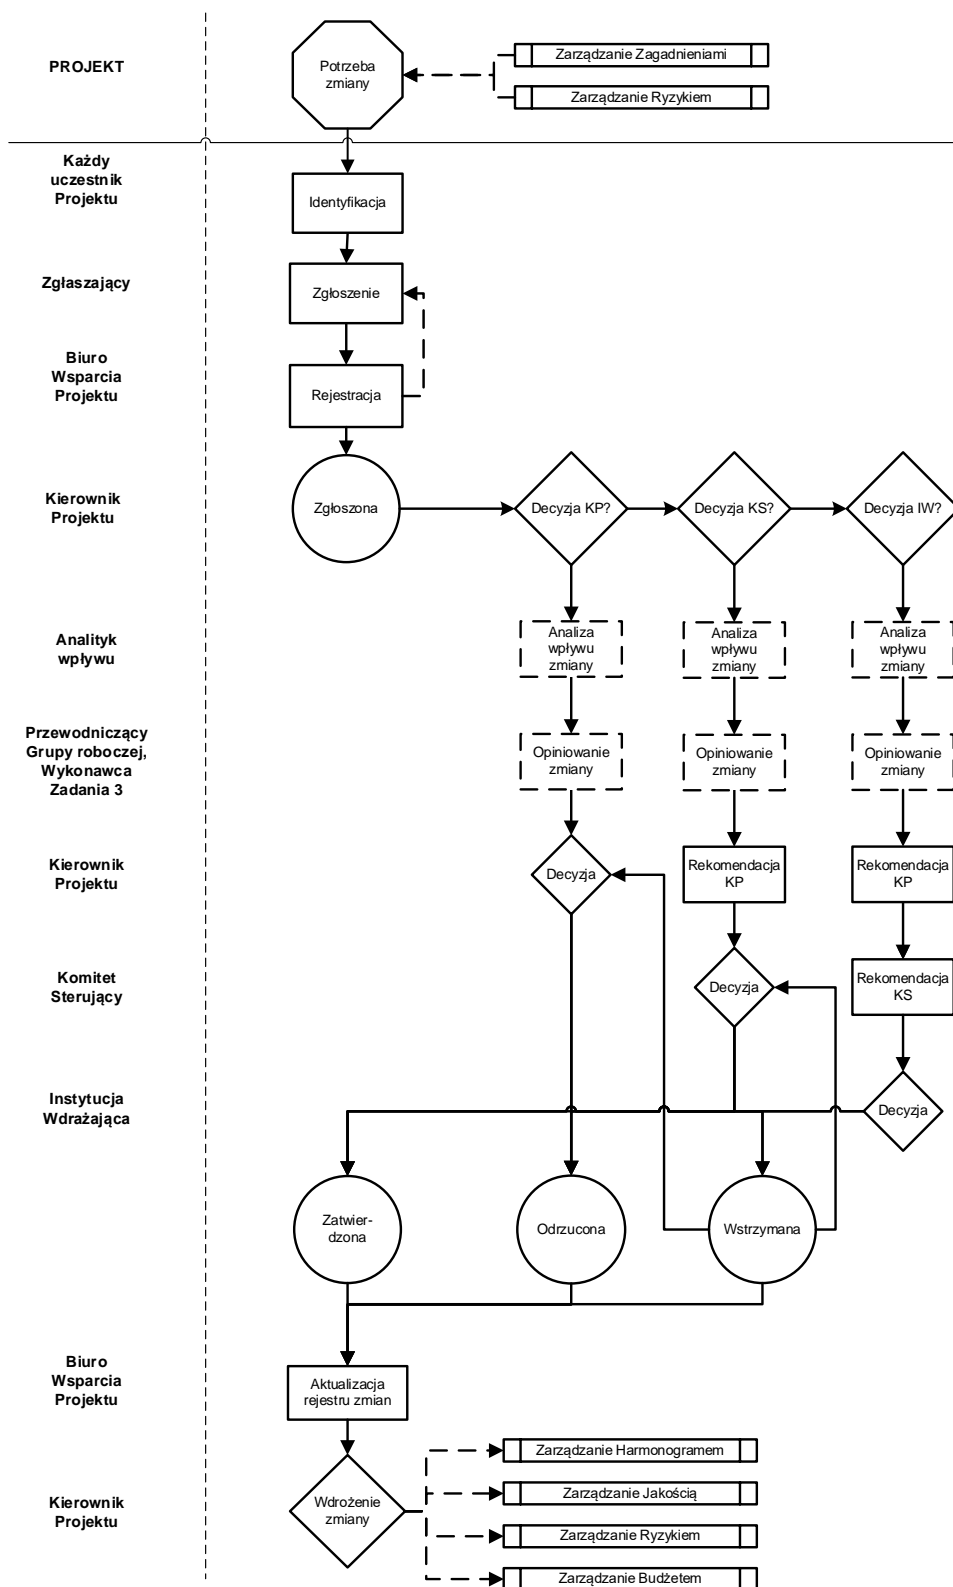 PROJEKT
Potrzeba
zmiany
Zarządzanie Zagadnieniami
Zarządzanie Ryzykiem
Każdy
uczestnik
Projektu
Identyfikacja
Zgłaszający
Zgłoszenie
Biuro
Wsparcia
Projektu
Rejestracja
Kierownik
Projektu
Zgłoszona
Decyzja KP?
Decyzja KS?
Decyzja IW?
Analityk
wpływu
Analiza
wpływu
zmiany
Analiza
wpływu
zmiany
Analiza
wpływu
zmiany
Przewodniczący
Grupy roboczej,
Wykonawca
Zadania 3
Opiniowanie
zmiany
Opiniowanie
zmiany
Opiniowanie
zmiany
Kierownik
Projektu
Decyzja
Rekomendacja
KP
Rekomendacja
KP
Komitet
Sterujący
Decyzja
Rekomendacja
KS
Instytucja
Wdrażająca
Decyzja
Zatwier-
dzona
Odrzucona
Wstrzymana
Biuro
Wsparcia
Projektu
Aktualizacja
rejestru zmian
Kierownik
Projektu
Wdrożenie
zmiany
Zarządzanie Harmonogramem
Zarządzanie Jakością
Zarządzanie Ryzykiem
Zarządzanie Budżetem